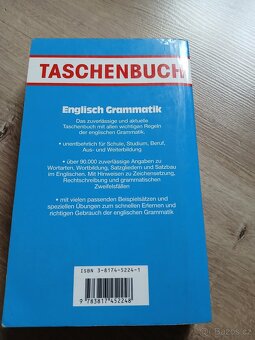 TASCHENBUCH
Englisch Grammatik
Das zuverlässige und aktuelle
Taschenbuch mit allen wichtigen Regeln
der englischen Grammatik.
• unentbehrlich für Schule, Studium, Beruf,
Aus- und Weiterbildung
• über 90.000 zuverlässige Angaben zu
Wortarten, Wortbildung, Satzgliedern und Satzbau
im Englischen. Mit Hinweisen zu Zeichensetzung,
Rechtschreibung und grammatischen
Zweifelsfällen
• mit vielen passenden Beispielsätzen und
speziellen Übungen zum schnellen Erlernen und
richtigen Gebrauch der englischen Grammatik
ISBN 3-8174-5224-1
9 783817 452248
Bazoš.cz